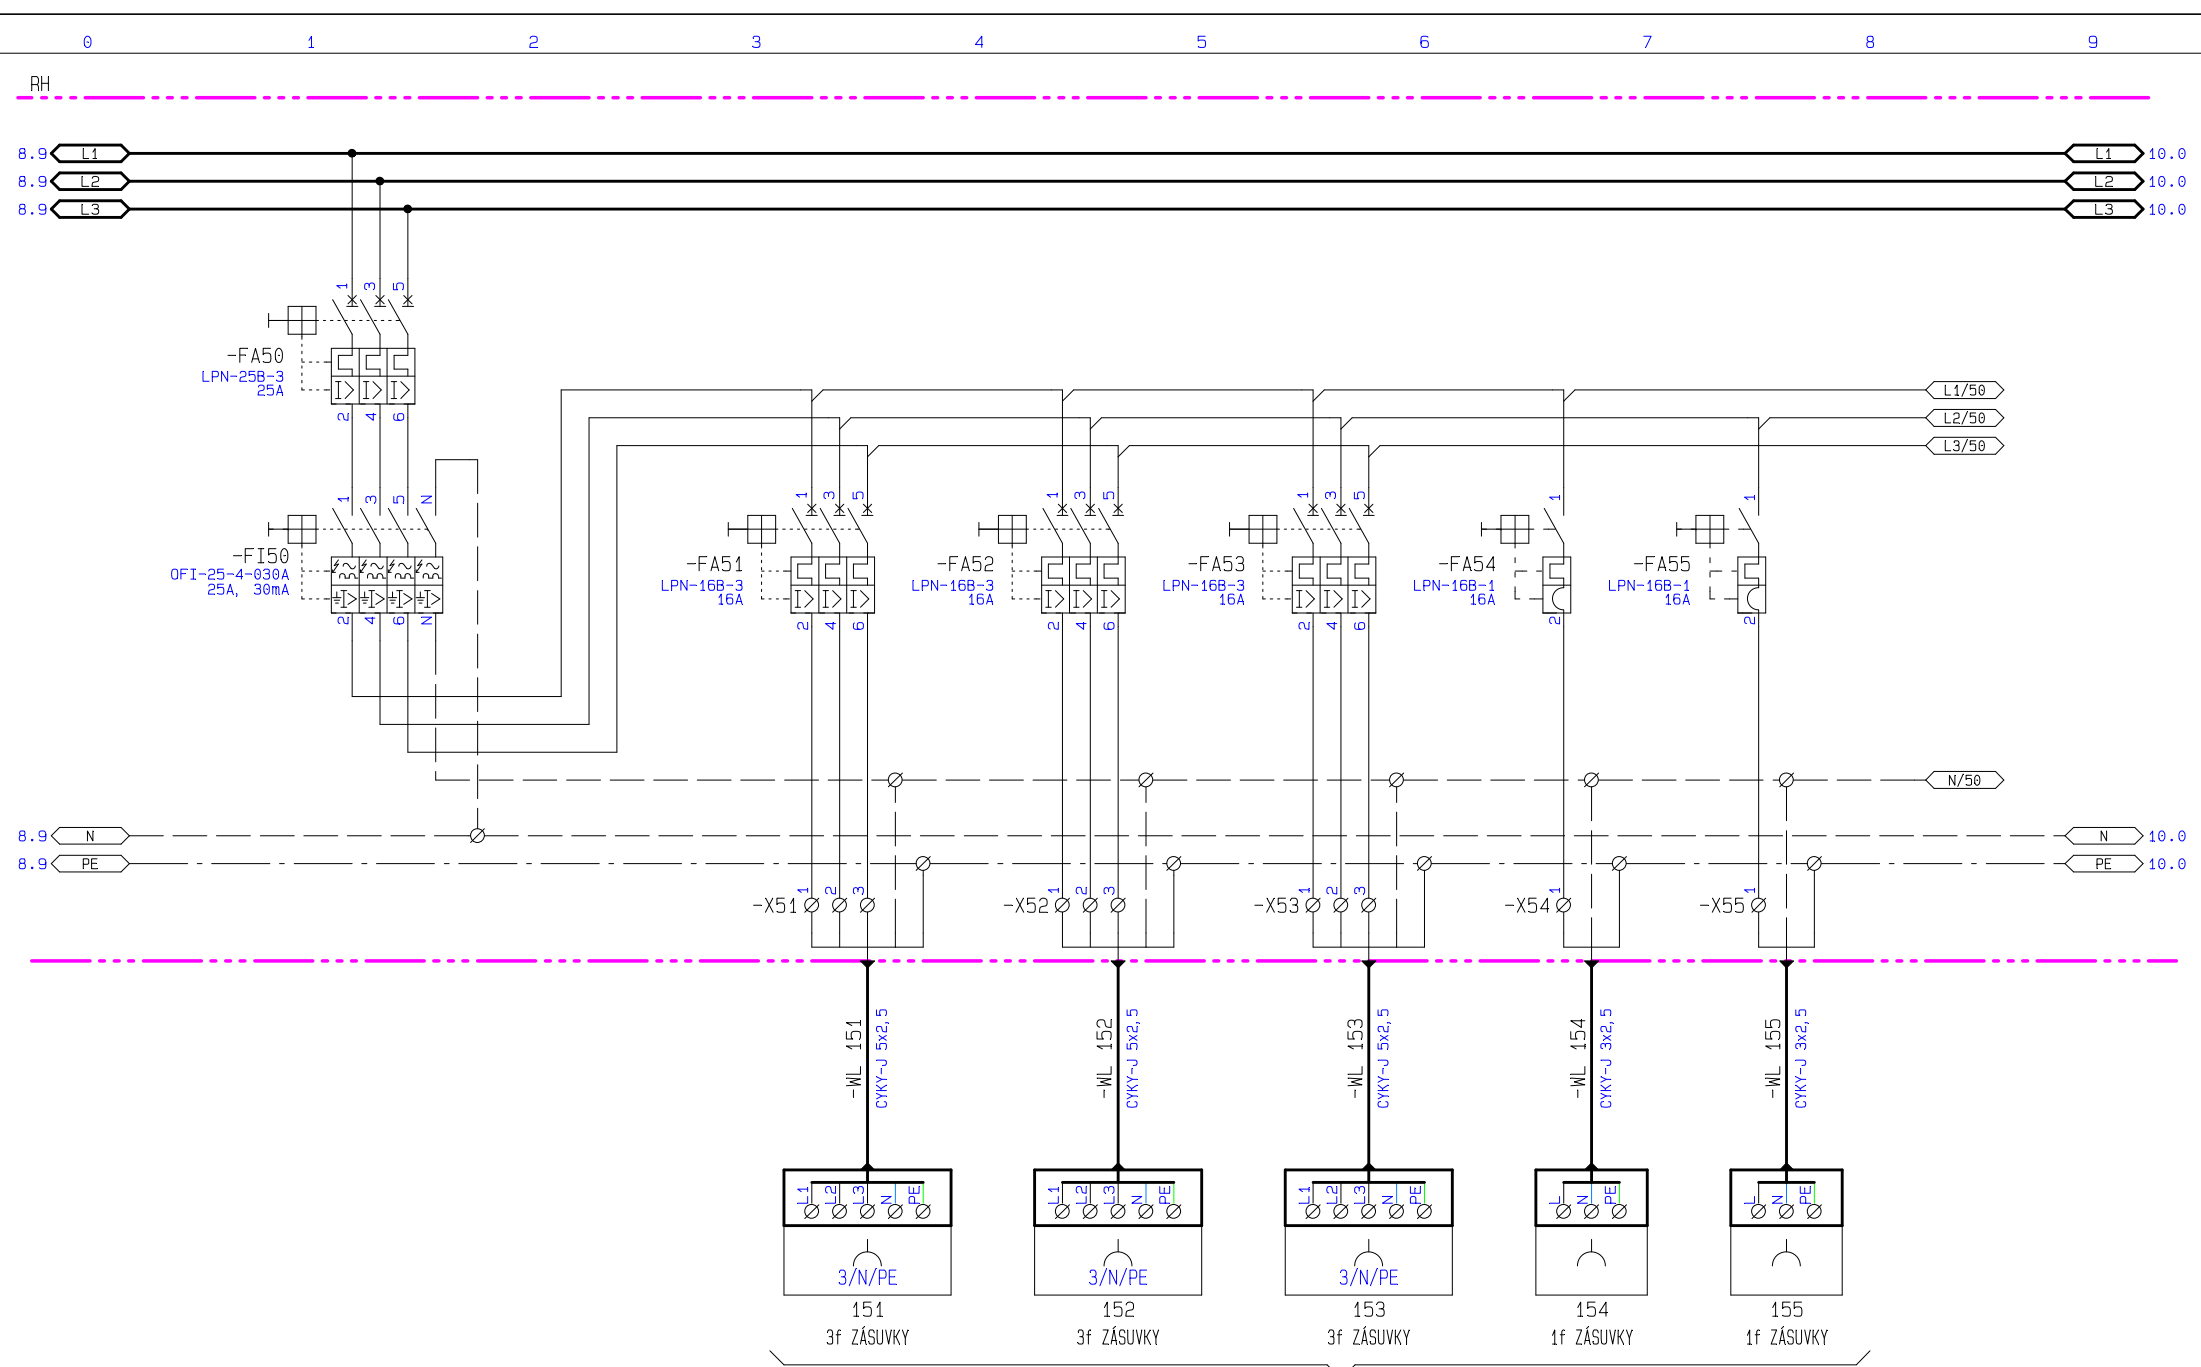 0 1 2 3 4 5 6 7 8 9
RH
8.9 L1 L1 10.0
8.9 L2 L2 10.0
8.9 L3 L3 10.0
1 3 5
-FA50
LPN-25B-3
25A
2 4 6
L1/50
L2/50
L3/50
1 3 5 N
-FI50
OFI-25-4-030A
25A, 30mA
2 4 6 N
1 3 5
-FA51
LPN-16B-3
16A
2 4 6
1 3 5
-FA52
LPN-16B-3
16A
2 4 6
1 3 5
-FA53
LPN-16B-3
16A
2 4 6
1
-FA54
LPN-16B-1
16A
2
1
-FA55
LPN-16B-1
16A
2
N/50
8.9 N N 10.0
8.9 PE PE 10.0
-X51 1 2 3
-X52 1 2 3
-X53 1 2 3
-X54 1
-X55 1
-WL 151
CYKY-J 5x2,5
-WL 152
CYKY-J 5x2,5
-WL 153
CYKY-J 5x2,5
-WL 154
CYKY-J 3x2,5
-WL 155
CYKY-J 3x2,5
L1 L2 L3 N PE
L1 L2 L3 N PE
L1 L2 L3 N PE
L N PE
L N PE
3/N/PE 3/N/PE 3/N/PE
151 152 153 154 155
3f ZÁSUVKY 3f ZÁSUVKY 3f ZÁSUVKY 1f ZÁSUVKY 1f ZÁSUVKY